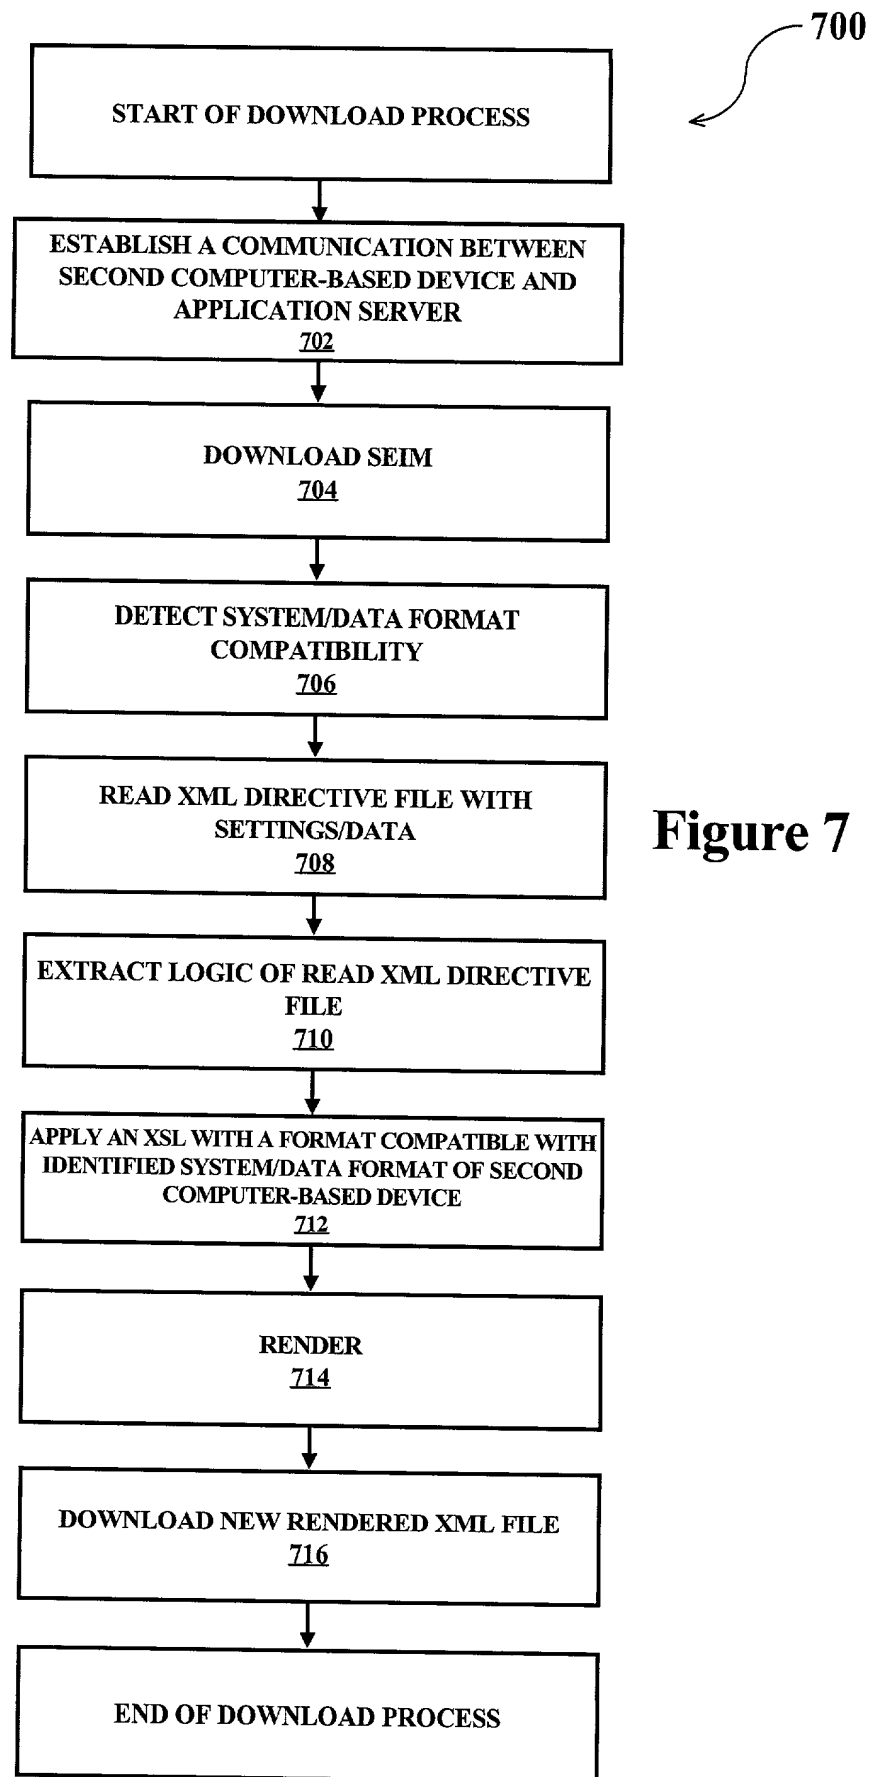 700
START OF DOWNLOAD PROCESS
ESTABLISH A COMMUNICATION BETWEEN
SECOND COMPUTER-BASED DEVICE AND
APPLICATION SERVER
702
DOWNLOAD SEIM
704
DETECT SYSTEM/DATA FORMAT
COMPATIBILITY
706
READ XML DIRECTIVE FILE WITH
SETTINGS/DATA
708
Figure 7
EXTRACT LOGIC OF READ XML DIRECTIVE
FILE
710
APPLY AN XSL WITH A FORMAT COMPATIBLE WITH
IDENTIFIED SYSTEM/DATA FORMAT OF SECOND
COMPUTER-BASED DEVICE
712
RENDER
714
DOWNLOAD NEW RENDERED XML FILE
716
END OF DOWNLOAD PROCESS